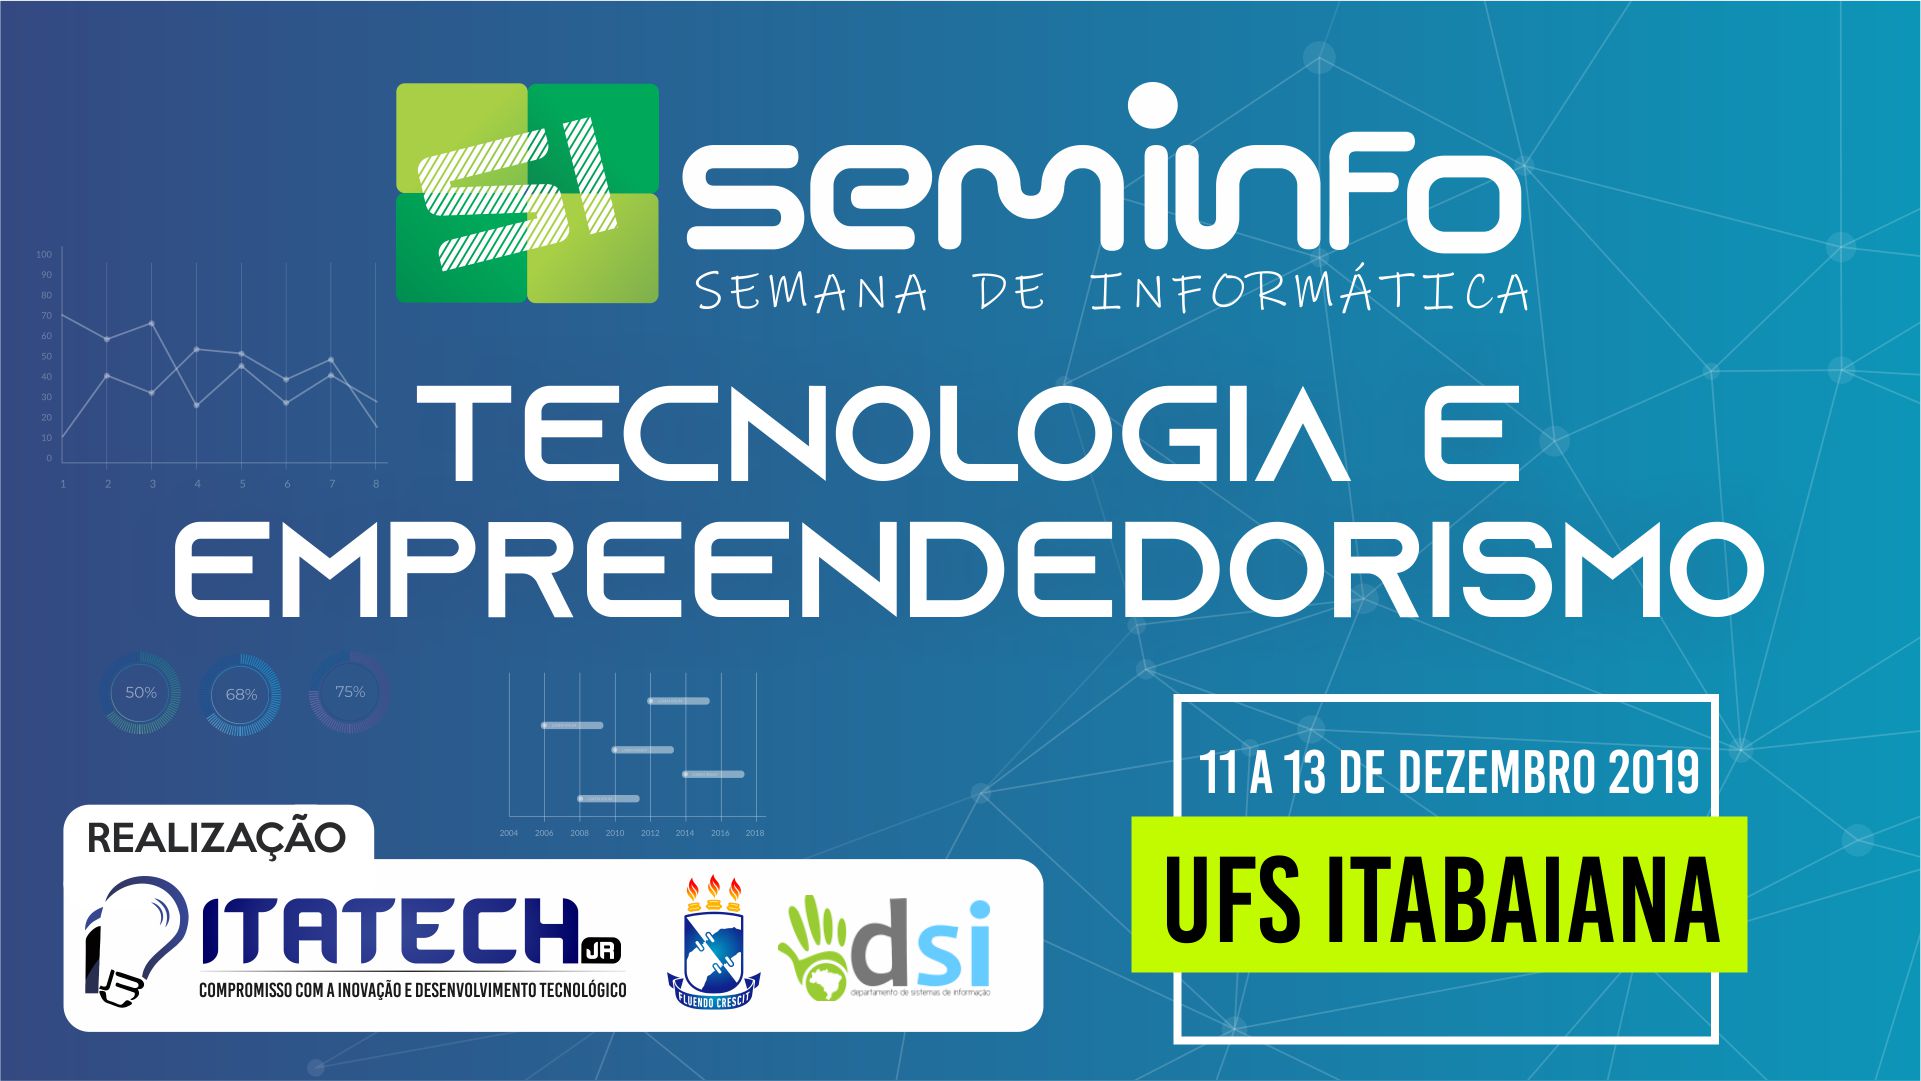 SI
seminfo
SEMANA DE INFORMÁTICA
100
90
80
70
60
50
40
30
20
10
0
1 2 3 4 5 6 7 8
TECNOLOGIA E
EMPREENDEDORISMO
50% 68% 75%
2004 2006 2008 2010 2012 2014 2016 2018
11 A 13 DE DEZEMBRO 2019
UFS ITABAIANA
REALIZAÇÃO
ITATECH JR
COMPROMISSO COM A INOVAÇÃO E DESENVOLVIMENTO TECNOLÓGICO
FLUENDO CRESCIT
dsi
departamento de sistemas de informação